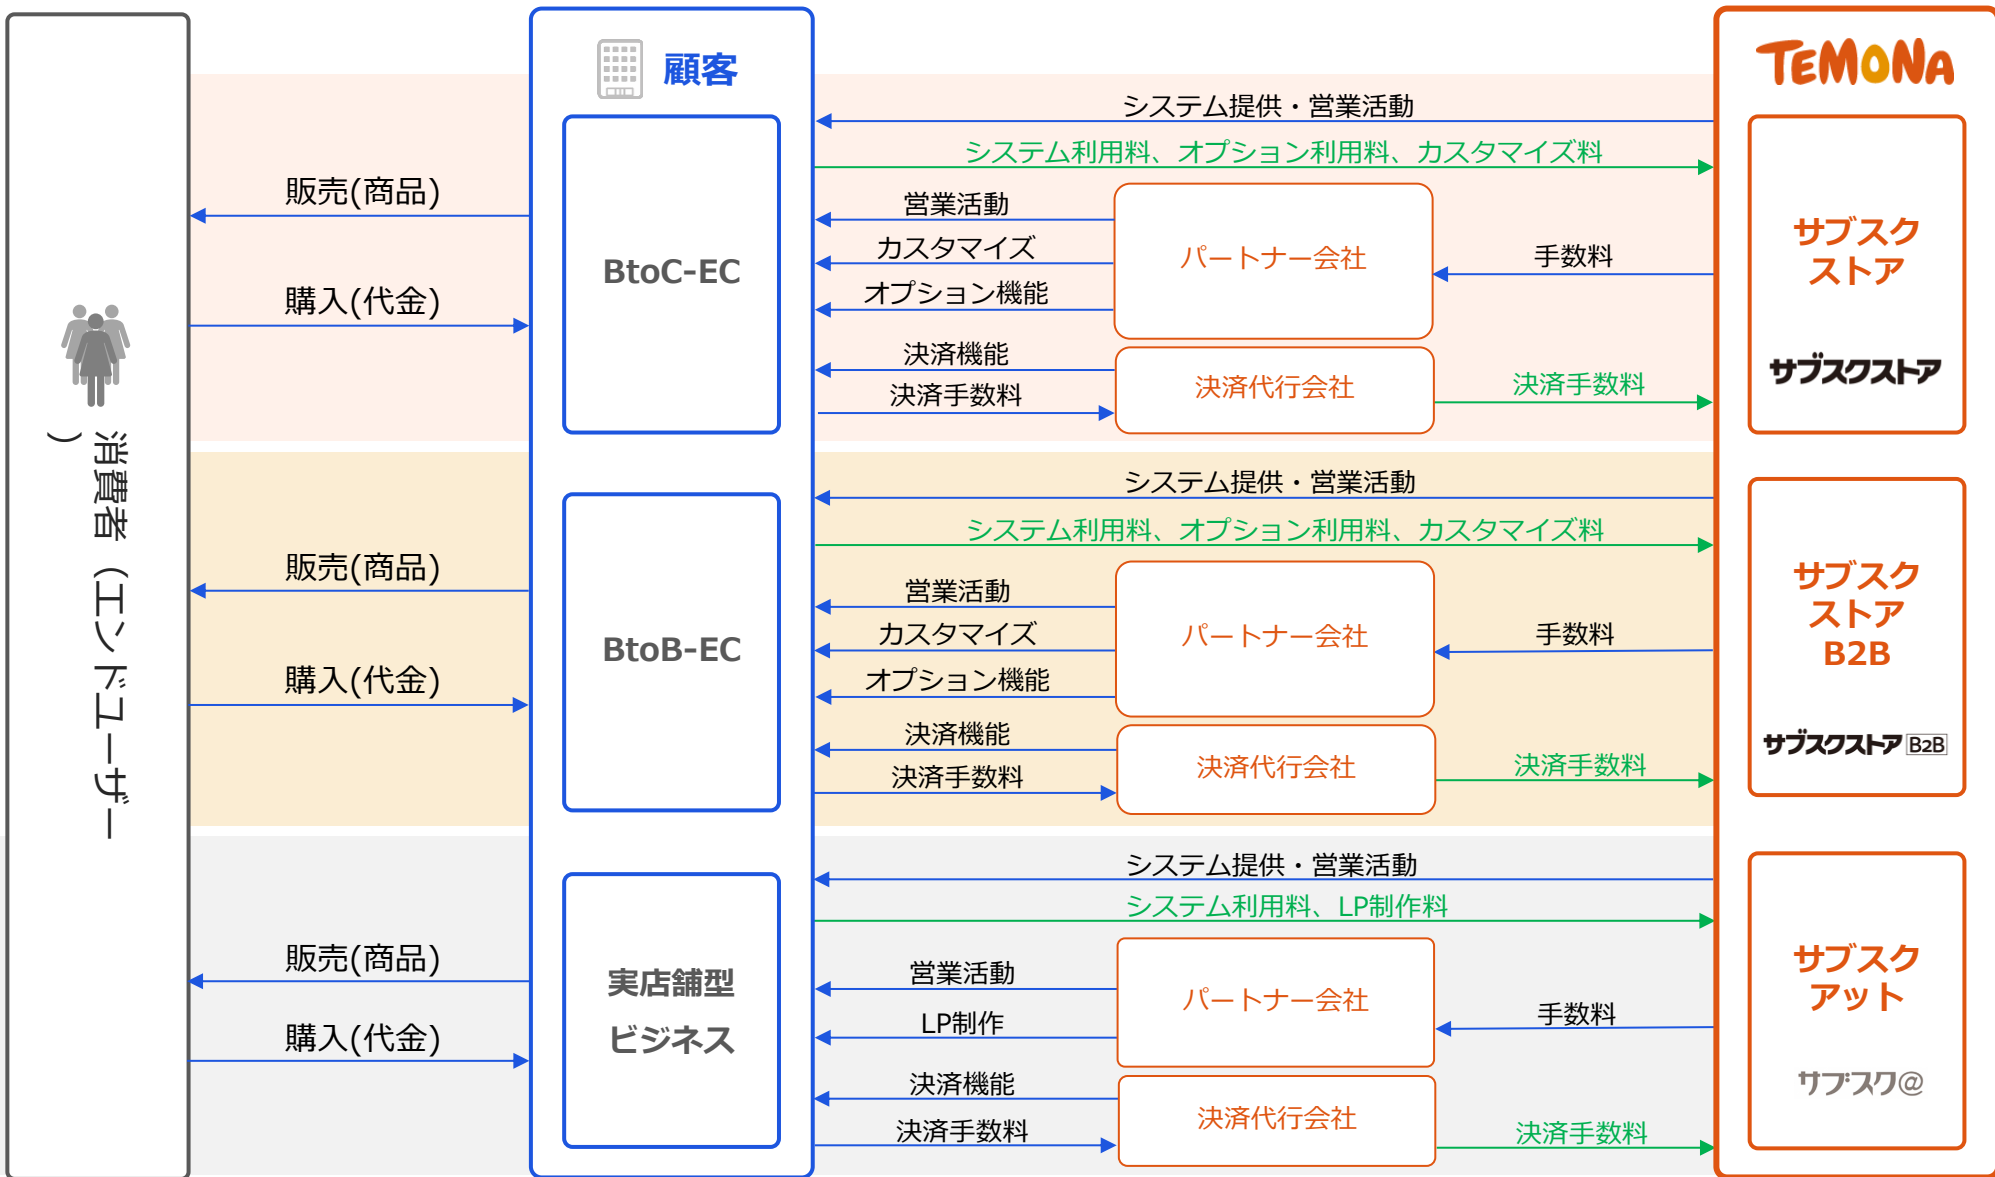 消費者（エンドユーザー
）
顧客
TEMONA
システム提供・営業活動
システム利用料、オプション利用料、カスタマイズ料
販売(商品)
購入(代金)
BtoC-EC
営業活動
カスタマイズ
オプション機能
パートナー会社
手数料
決済機能
決済手数料
決済代行会社
決済手数料
サブスク
ストア
サブスクストア
システム提供・営業活動
システム利用料、オプション利用料、カスタマイズ料
販売(商品)
購入(代金)
BtoB-EC
営業活動
カスタマイズ
オプション機能
パートナー会社
手数料
決済機能
決済手数料
決済代行会社
決済手数料
サブスク
ストア
B2B
サブスクストア B2B
システム提供・営業活動
システム利用料、LP制作料
販売(商品)
購入(代金)
実店舗型
ビジネス
営業活動
LP制作
パートナー会社
手数料
決済機能
決済手数料
決済代行会社
決済手数料
サブスク
アット
サブスク@